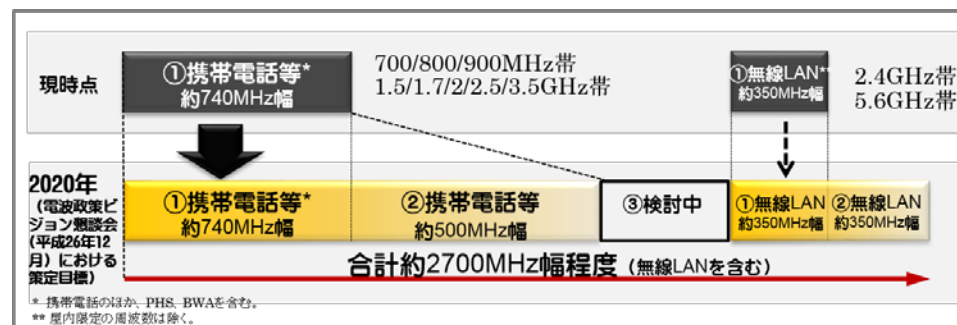 現時点
①携帯電話等*
約740MHz幅
700/800/900MHz帯
1.5/1.7/2/2.5/3.5GHz帯
①無線LAN**
約350MHz幅
2.4GHz帯
5.6GHz帯
2020年
(電波政策ビ
ジョン懇談会
(平成26年12
月)における
策定目標)
①携帯電話等*
約740MHz幅
②携帯電話等
約500MHz幅
③検討中
①無線LAN
約350MHz幅
②無線LAN
約350MHz幅
合計約2700MHz幅程度(無線LANを含む)
* 携帯電話のほか、PHS、BWAを含む。
** 屋内限定の周波数は除く。